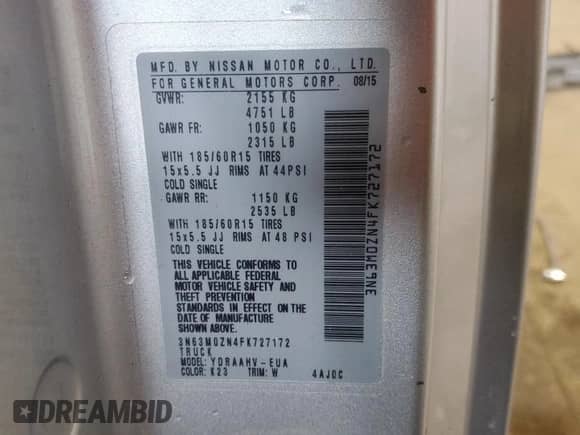 MFD. BY NISSAN MOTOR CO., LTD.
FOR GENERAL MOTORS CORP. 08/15
GVWR: 2155 KG
4751 LB
GAWR FR: 1050 KG
2315 LB
WITH 185/60R15 TIRES
15x5.5 JJ RIMS AT 44PSI
COLD SINGLE
GAWR RR: 1150 KG
2535 LB
WITH 185/60R15 TIRES
15x5.5 JJ RIMS AT 48 PSI
COLD SINGLE
THIS VEHICLE CONFORMS TO
ALL APPLICABLE FEDERAL
MOTOR VEHICLE SAFETY AND
THEFT PREVENTION
STANDARDS IN EFFECT ON
THE DATE OF MANUFACTURE
SHOWN ABOVE.
3N63M0ZN4FK727172
TRUCK
MODEL: YDRAAHV-EUA
COLOR: K23 TRIM: W 4AJ0C
3N63M0ZN4FK727172
DREAMBID